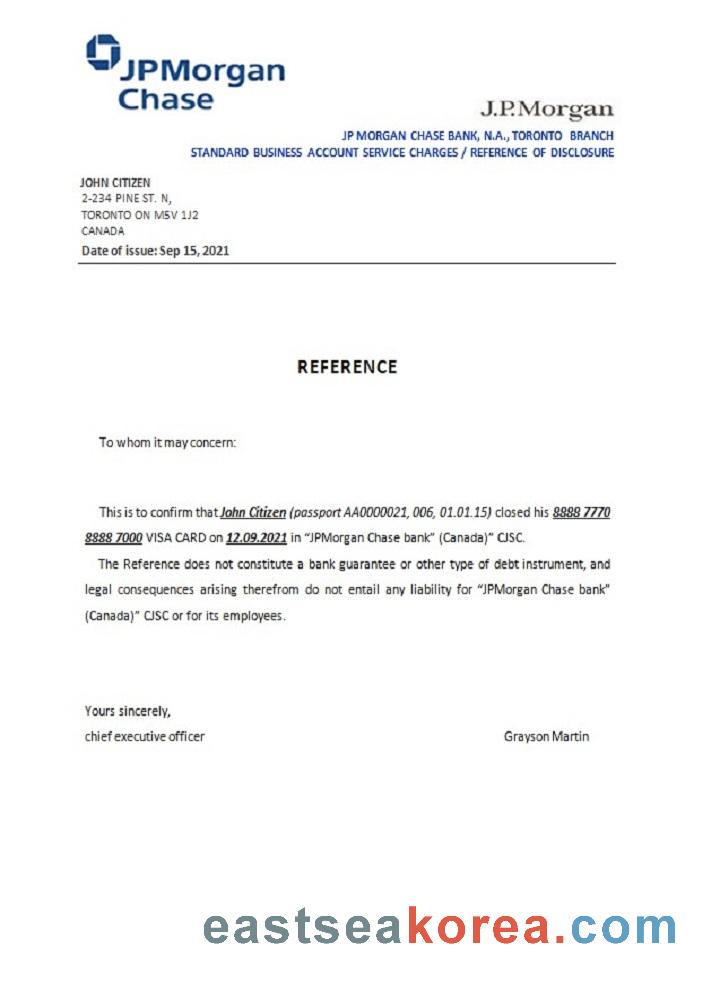 JPMorgan
Chase
J.P.Morgan
JP MORGAN CHASE BANK, N.A., TORONTO BRANCH
STANDARD BUSINESS ACCOUNT SERVICE CHARGES / REFERENCE OF DISCLOSURE
JOHN CITIZEN
2-234 PINE ST. N,
TORONTO ON M5V 1J2
CANADA
Date of issue: Sep 15, 2021
REFERENCE
To whom it may concern:
This is to confirm that John Citizen (passport AA0000021, 006, 01.01.15) closed his 8888 7770
8888 7000 VISA CARD on 12.09.2021 in “JPMorgan Chase bank” (Canada)” CJSC.
The Reference does not constitute a bank guarantee or other type of debt instrument, and
legal consequences arising therefrom do not entail any liability for “JPMorgan Chase bank”
(Canada)” CJSC or for its employees.
Yours sincerely,
chief executive officer Grayson Martin
eastseakorea.com